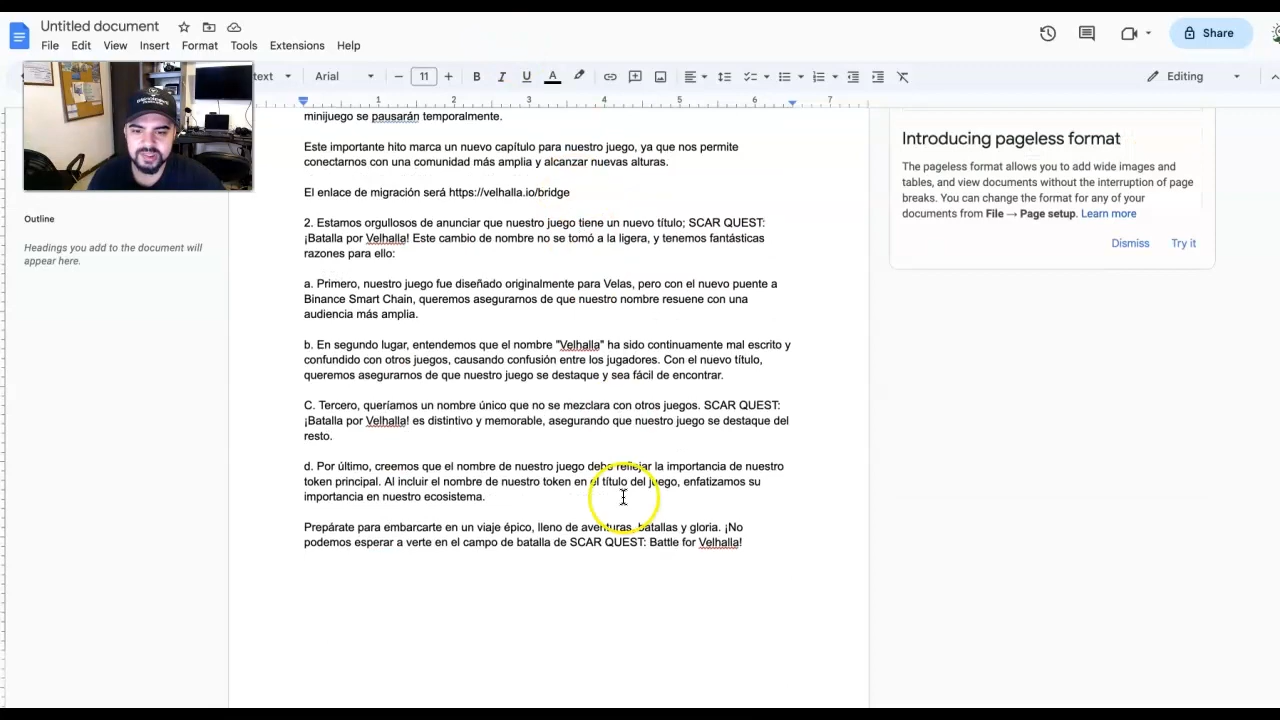 Untitled document
File Edit View Insert Format Tools Extensions Help
Share
text Arial 11 Editing
1 2 3 4 5 6 7
minijuego se pausarán temporalmente.
Este importante hito marca un nuevo capítulo para nuestro juego, ya que nos permite
conectarnos con una comunidad más amplia y alcanzar nuevas alturas.
El enlace de migración será https://velhalla.io/bridge
2. Estamos orgullosos de anunciar que nuestro juego tiene un nuevo título; SCAR QUEST:
¡Batalla por Velhalla! Este cambio de nombre no se tomó a la ligera, y tenemos fantásticas
razones para ello:
a. Primero, nuestro juego fue diseñado originalmente para Velas, pero con el nuevo puente a
Binance Smart Chain, queremos asegurarnos de que nuestro nombre resuene con una
audiencia más amplia.
b. En segundo lugar, entendemos que el nombre "Velhalla" ha sido continuamente mal escrito y
confundido con otros juegos, causando confusión entre los jugadores. Con el nuevo título,
queremos asegurarnos de que nuestro juego se destaque y sea fácil de encontrar.
C. Tercero, queríamos un nombre único que no se mezclara con otros juegos. SCAR QUEST:
¡Batalla por Velhalla! es distintivo y memorable, asegurando que nuestro juego se destaque del
resto.
d. Por último, creemos que el nombre de nuestro juego debe reflejar la importancia de nuestro
token principal. Al incluir el nombre de nuestro token en el título del juego, enfatizamos su
importancia en nuestro ecosistema.
Prepárate para embarcarte en un viaje épico, lleno de aventuras, batallas y gloria. ¡No
podemos esperar a verte en el campo de batalla de SCAR QUEST: Battle for Velhalla!
Outline
Headings you add to the document will
appear here.
Introducing pageless format
The pageless format allows you to add wide images and
tables, and view documents without the interruption of page
breaks. You can change the format for any of your
documents from File → Page setup. Learn more
Dismiss Try it